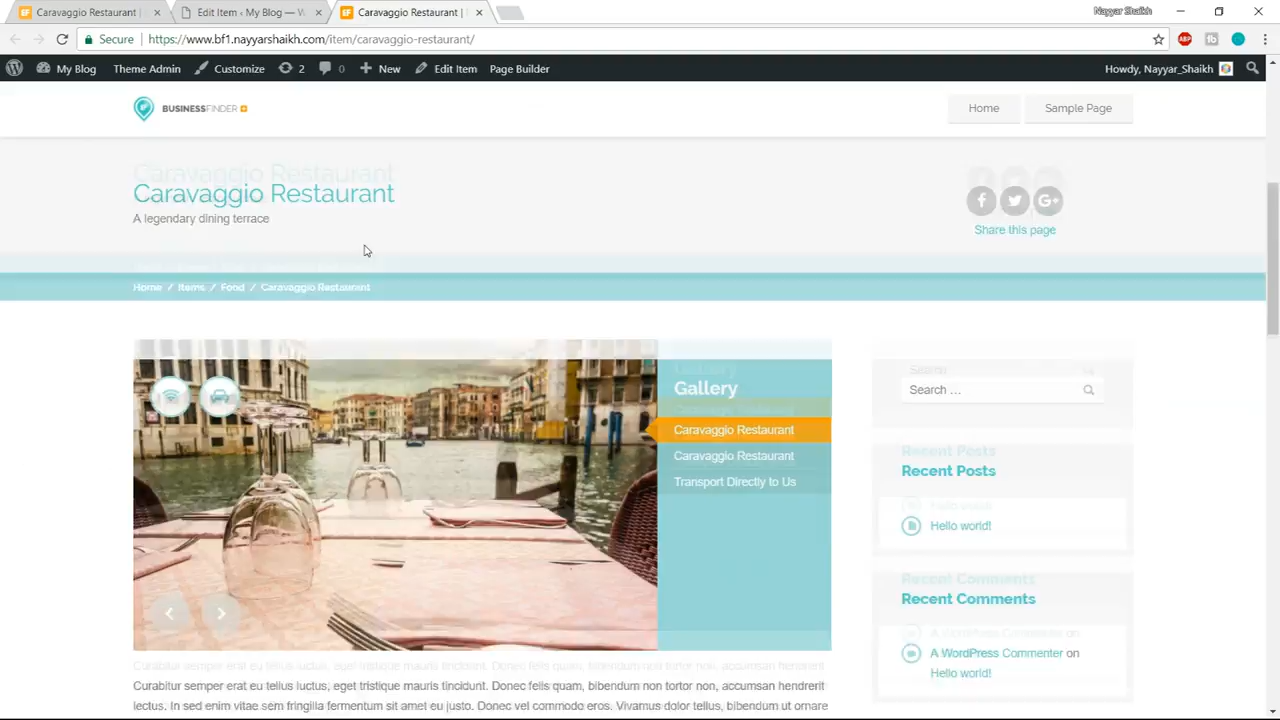 Caravaggio Restaurant |
Edit Item ‹ My Blog — W
Caravaggio Restaurant |
Nayyar Shaikh
Secure
https://www.bf1.nayyarshaikh.com/item/caravaggio-restaurant/
ABP
My Blog
Theme Admin
Customize
2
0
New
Edit Item
Page Builder
Howdy, Nayyar_Shaikh
BUSINESSFINDER
Home
Sample Page
Caravaggio Restaurant
A legendary dining terrace
Share this page
Home / Items / Food / Caravaggio Restaurant
Gallery
Caravaggio Restaurant
Caravaggio Restaurant
Transport Directly to Us
Search …
Recent Posts
Hello world!
Recent Comments
A WordPress Commenter on
Hello world!
Curabitur semper erat eu tellus luctus, eget tristique mauris tincidunt. Donec felis quam, bibendum non tortor non, accumsan hendrerit
lectus. In sed enim vitae sem fringilla fermentum sit amet eu justo. Donec vel commodo eros. Vivamus dolor tellus, bibendum ut ornare